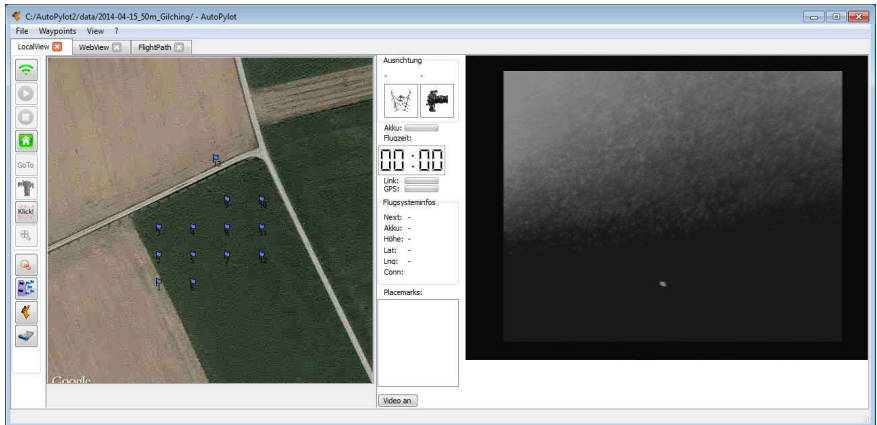 C:/AutoPylot2/data/2014-04-15_50m_Gilching/ - AutoPylot
File Waypoints View ?
LocalView WebView FlightPath
GoTo
Klick!
13
Google
Ausrichtung
- -
Akku:
Flugzeit:
00:00
Link:
GPS:
Flugsysteminfos
Next: -
Akku: -
Höhe: -
Lat: -
Lng: -
Conn:
Placemarks:
Video an